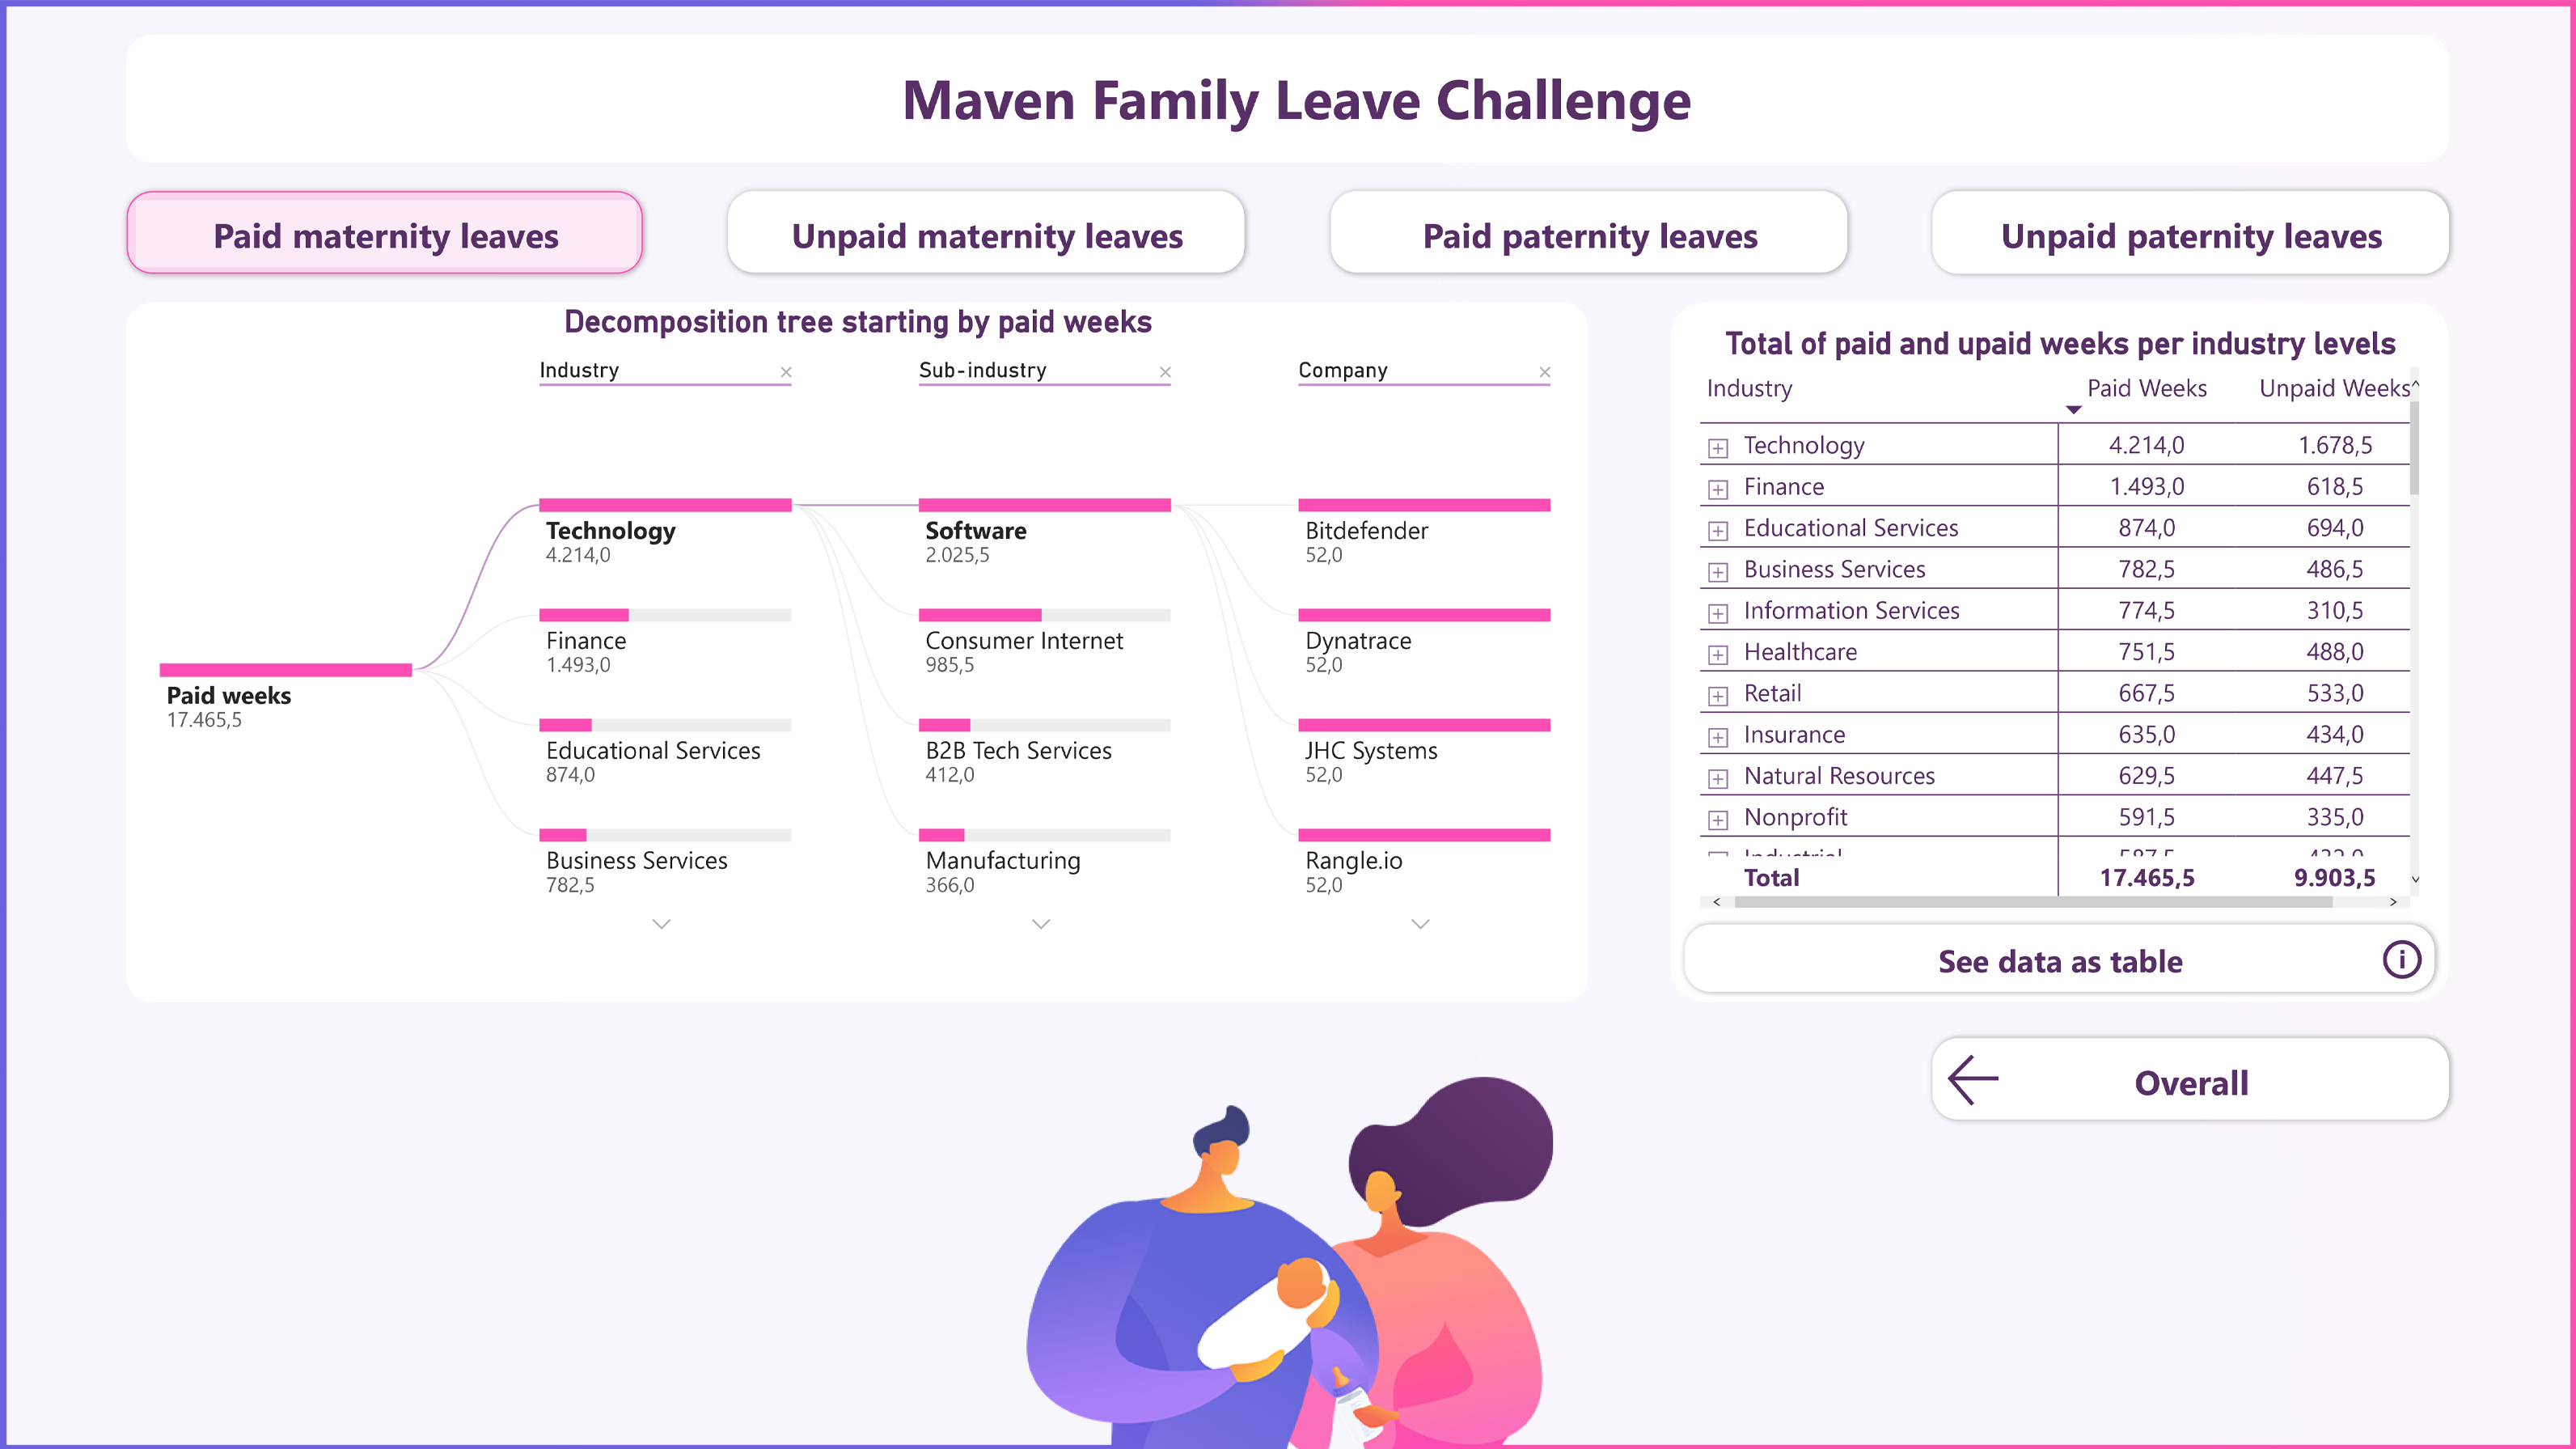 Maven Family Leave Challenge
Paid maternity leaves
Unpaid maternity leaves
Paid paternity leaves
Unpaid paternity leaves
Decomposition tree starting by paid weeks
Industry
Sub-industry
Company
Paid weeks
17.465,5
Technology
4.214,0
Finance
1.493,0
Educational Services
874,0
Business Services
782,5
Software
2.025,5
Consumer Internet
985,5
B2B Tech Services
412,0
Manufacturing
366,0
Bitdefender
52,0
Dynatrace
52,0
JHC Systems
52,0
Rangle.io
52,0
Total of paid and upaid weeks per industry levels
Industry Paid Weeks Unpaid Weeks
Technology 4.214,0 1.678,5
Finance 1.493,0 618,5
Educational Services 874,0 694,0
Business Services 782,5 486,5
Information Services 774,5 310,5
Healthcare 751,5 488,0
Retail 667,5 533,0
Insurance 635,0 434,0
Natural Resources 629,5 447,5
Nonprofit 591,5 335,0
Total 17.465,5 9.903,5
See data as table
Overall